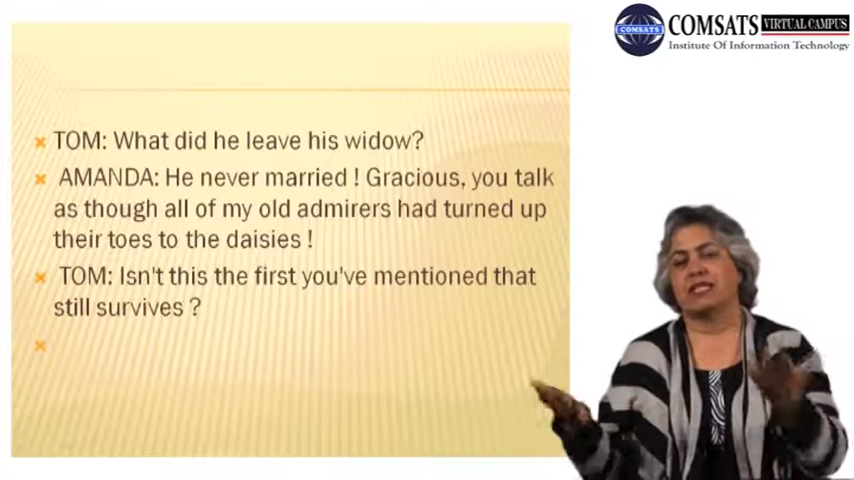 COMSATS VIRTUAL CAMPUS
Institute Of Information Technology
COMSATS
TOM: What did he leave his widow?
AMANDA: He never married ! Gracious, you talk
as though all of my old admirers had turned up
their toes to the daisies !
TOM: Isn't this the first you've mentioned that
still survives ?